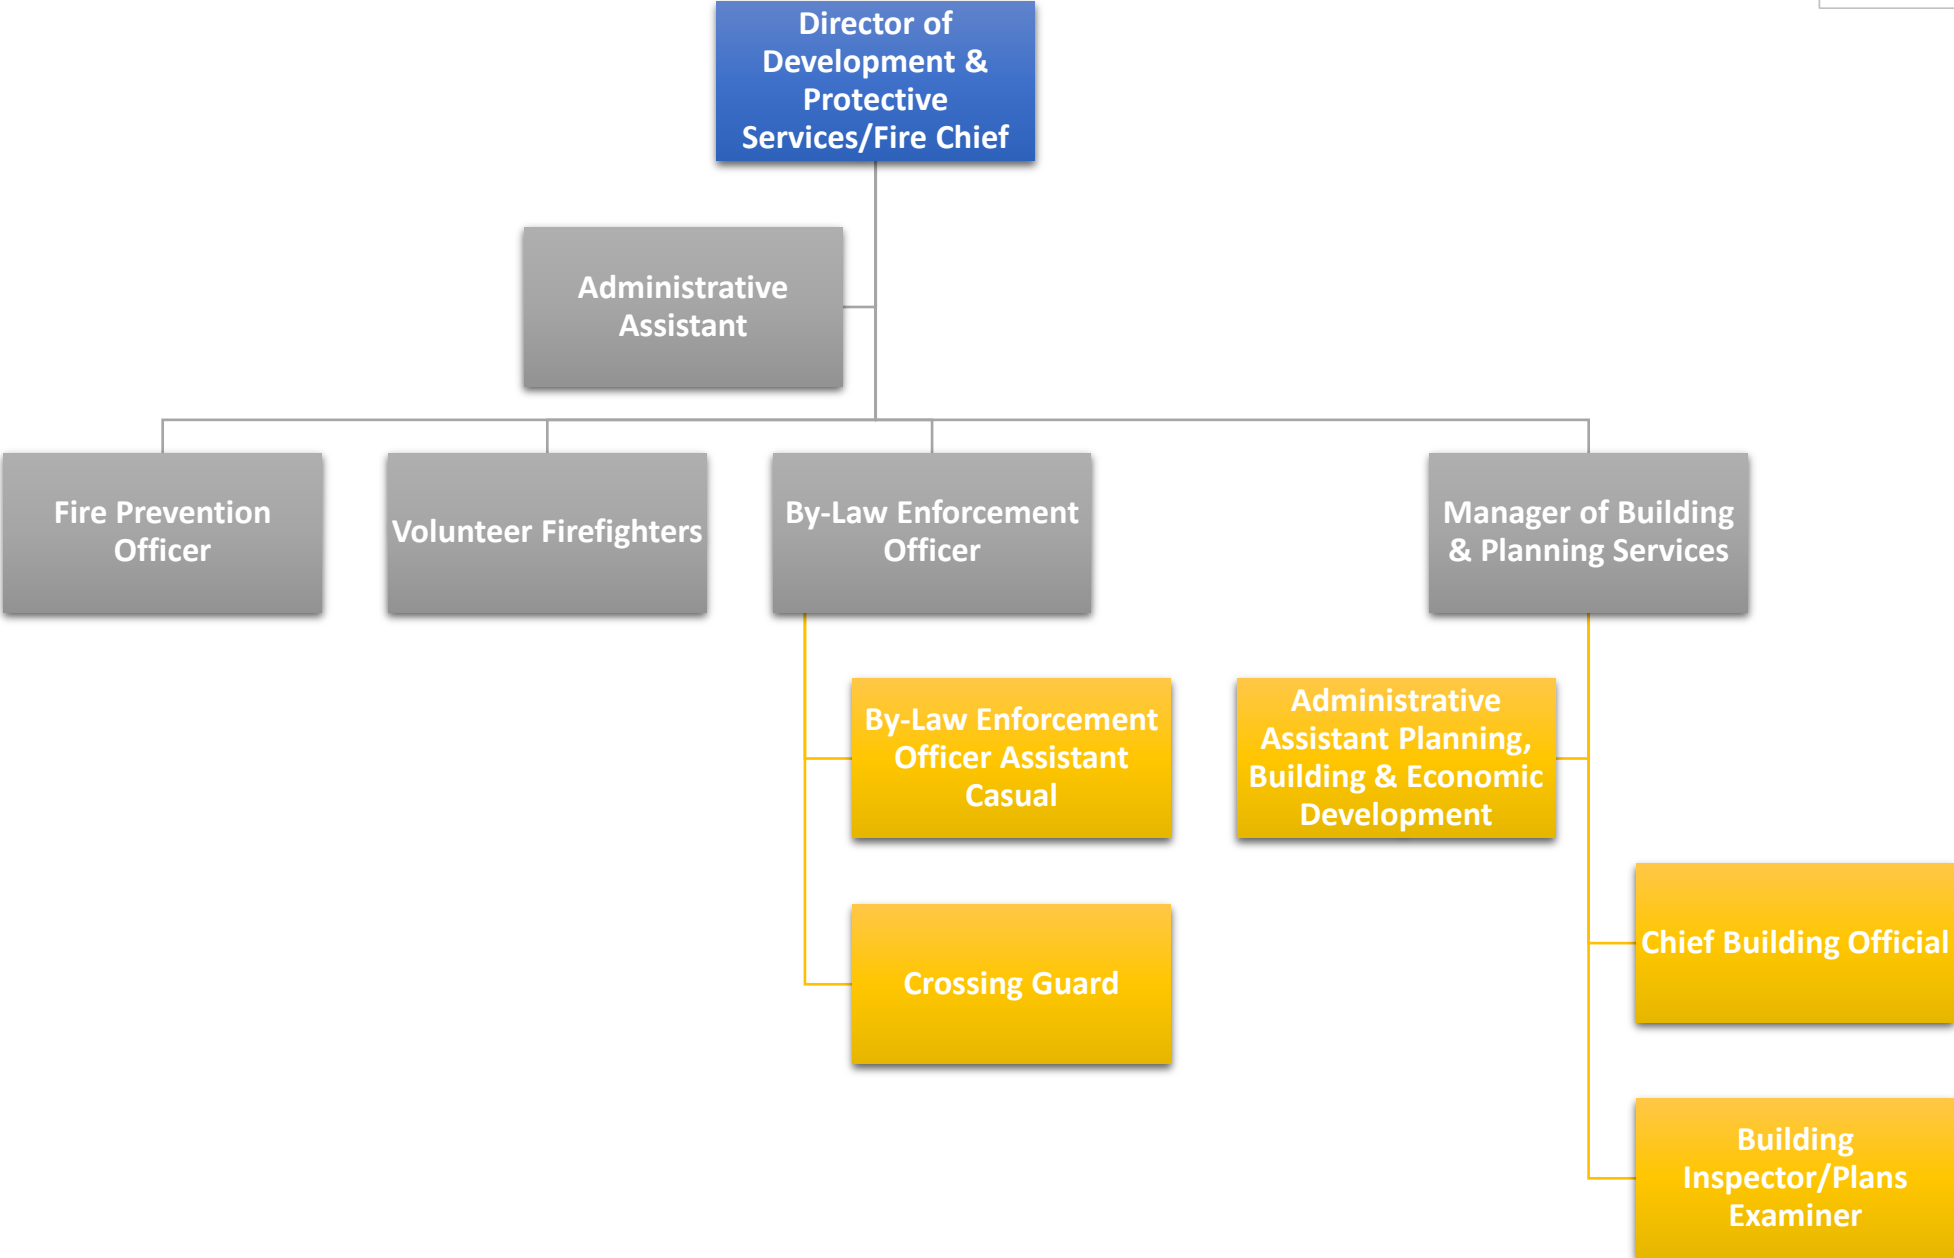 Director of
Development &
Protective
Services/Fire Chief
Administrative
Assistant
Fire Prevention
Officer
Volunteer Firefighters
By-Law Enforcement
Officer
Manager of Building
& Planning Services
By-Law Enforcement
Officer Assistant
Casual
Administrative
Assistant Planning,
Building & Economic
Development
Chief Building Official
Crossing Guard
Building
Inspector/Plans
Examiner